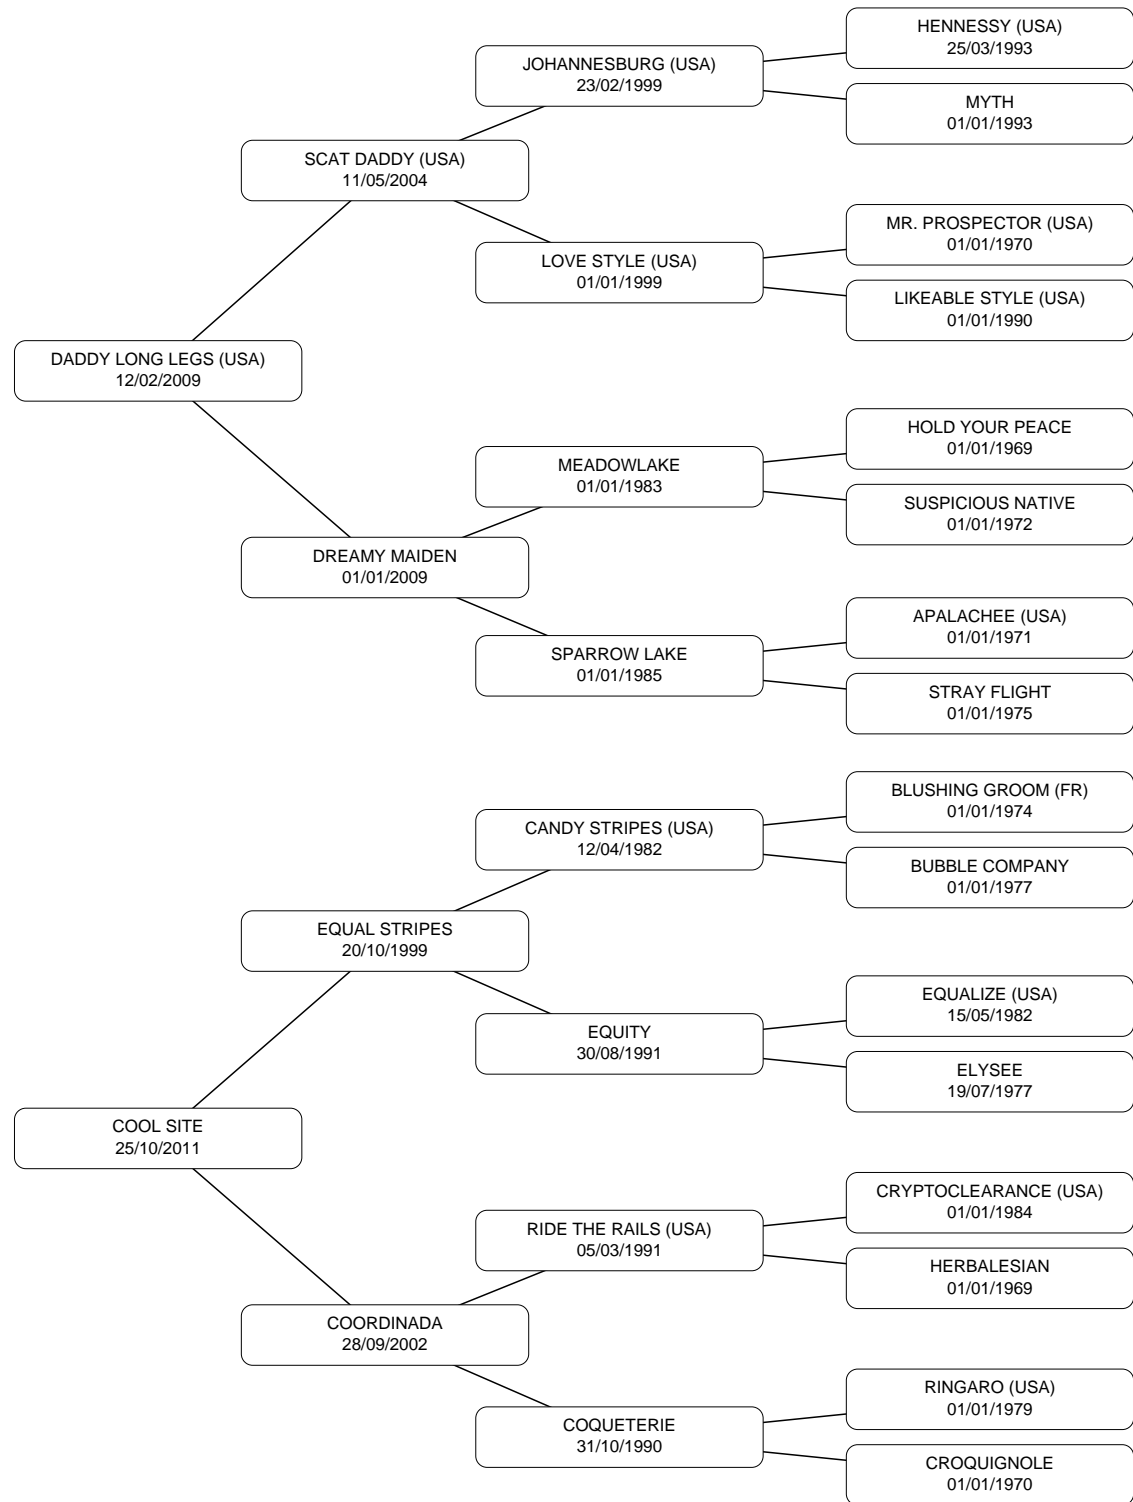 HENNESSY (USA)
25/03/1993
JOHANNESBURG (USA)
23/02/1999
MYTH
01/01/1993
SCAT DADDY (USA)
11/05/2004
MR. PROSPECTOR (USA)
01/01/1970
LOVE STYLE (USA)
01/01/1999
LIKEABLE STYLE (USA)
01/01/1990
DADDY LONG LEGS (USA)
12/02/2009
HOLD YOUR PEACE
01/01/1969
MEADOWLAKE
01/01/1983
SUSPICIOUS NATIVE
01/01/1972
DREAMY MAIDEN
01/01/2009
APALACHEE (USA)
01/01/1971
SPARROW LAKE
01/01/1985
STRAY FLIGHT
01/01/1975
BLUSHING GROOM (FR)
01/01/1974
CANDY STRIPES (USA)
12/04/1982
BUBBLE COMPANY
01/01/1977
EQUAL STRIPES
20/10/1999
EQUALIZE (USA)
15/05/1982
EQUITY
30/08/1991
ELYSEE
19/07/1977
COOL SITE
25/10/2011
CRYPTOCLEARANCE (USA)
01/01/1984
RIDE THE RAILS (USA)
05/03/1991
HERBALESIAN
01/01/1969
COORDINADA
28/09/2002
RINGARO (USA)
01/01/1979
COQUETERIE
31/10/1990
CROQUIGNOLE
01/01/1970